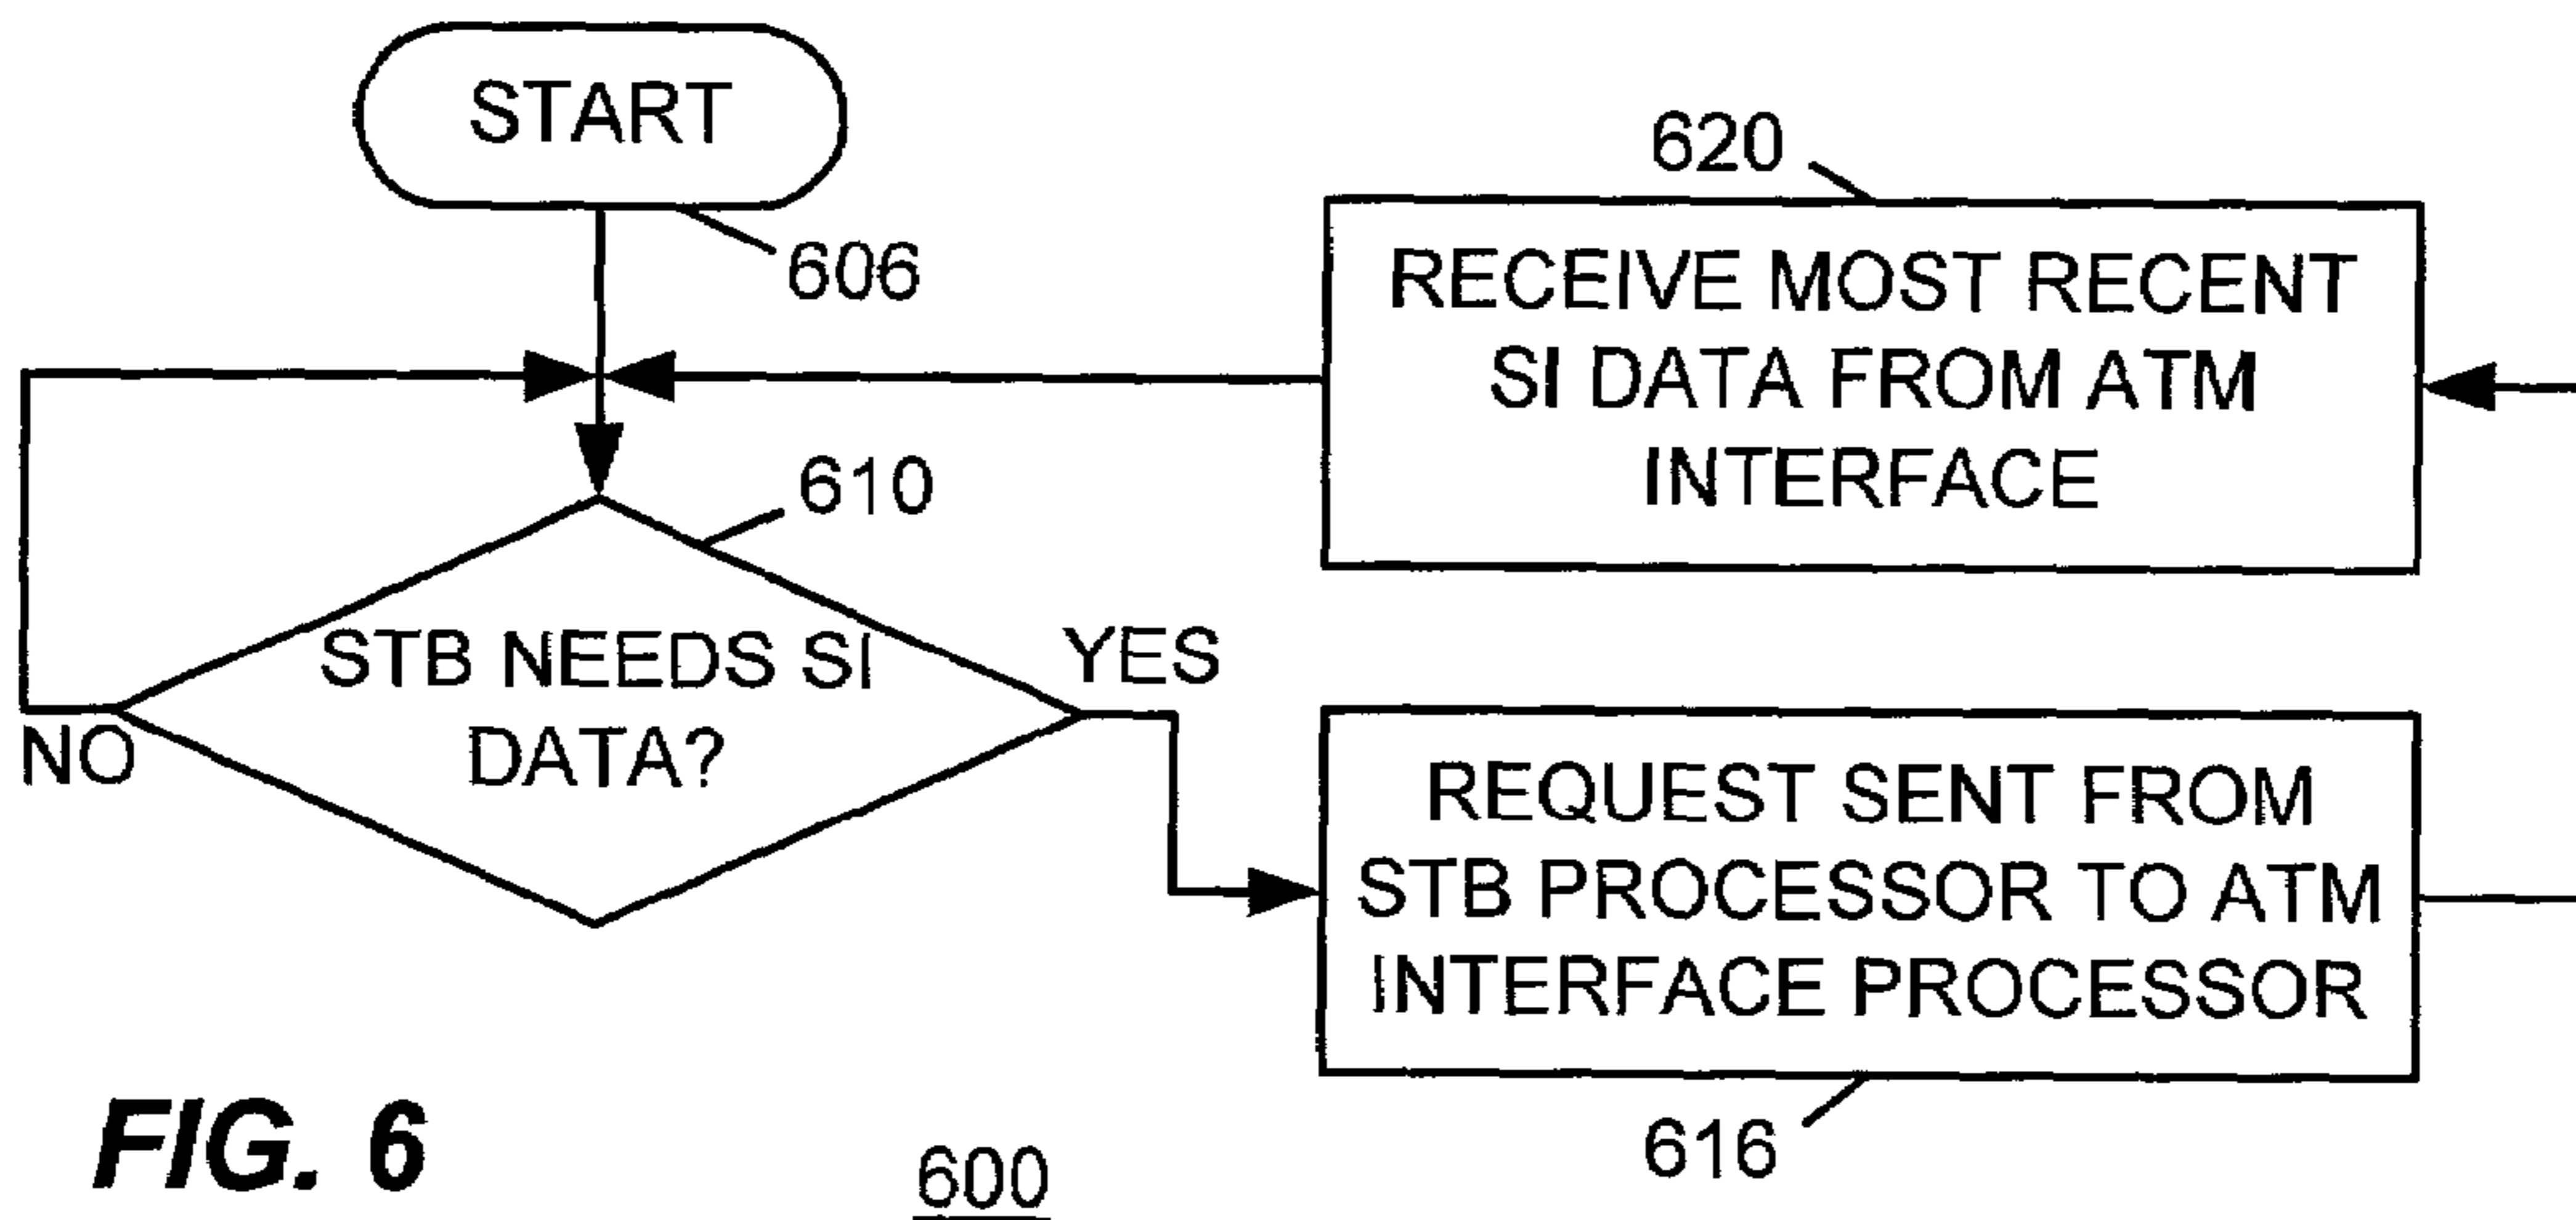 START
606
610
STB NEEDS SI
DATA?
NO
YES
620
RECEIVE MOST RECENT
SI DATA FROM ATM
INTERFACE
REQUEST SENT FROM
STB PROCESSOR TO ATM
INTERFACE PROCESSOR
616
FIG. 6
600